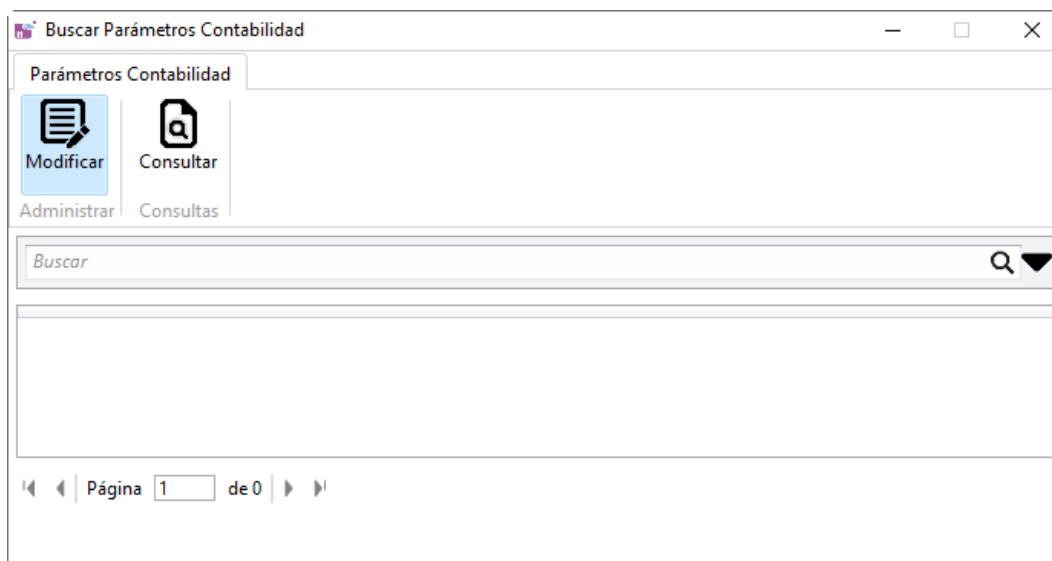 Buscar Parámetros Contabilidad
Parámetros Contabilidad
Modificar Consultar
Administrar Consultas
Buscar
Página 1 de 0